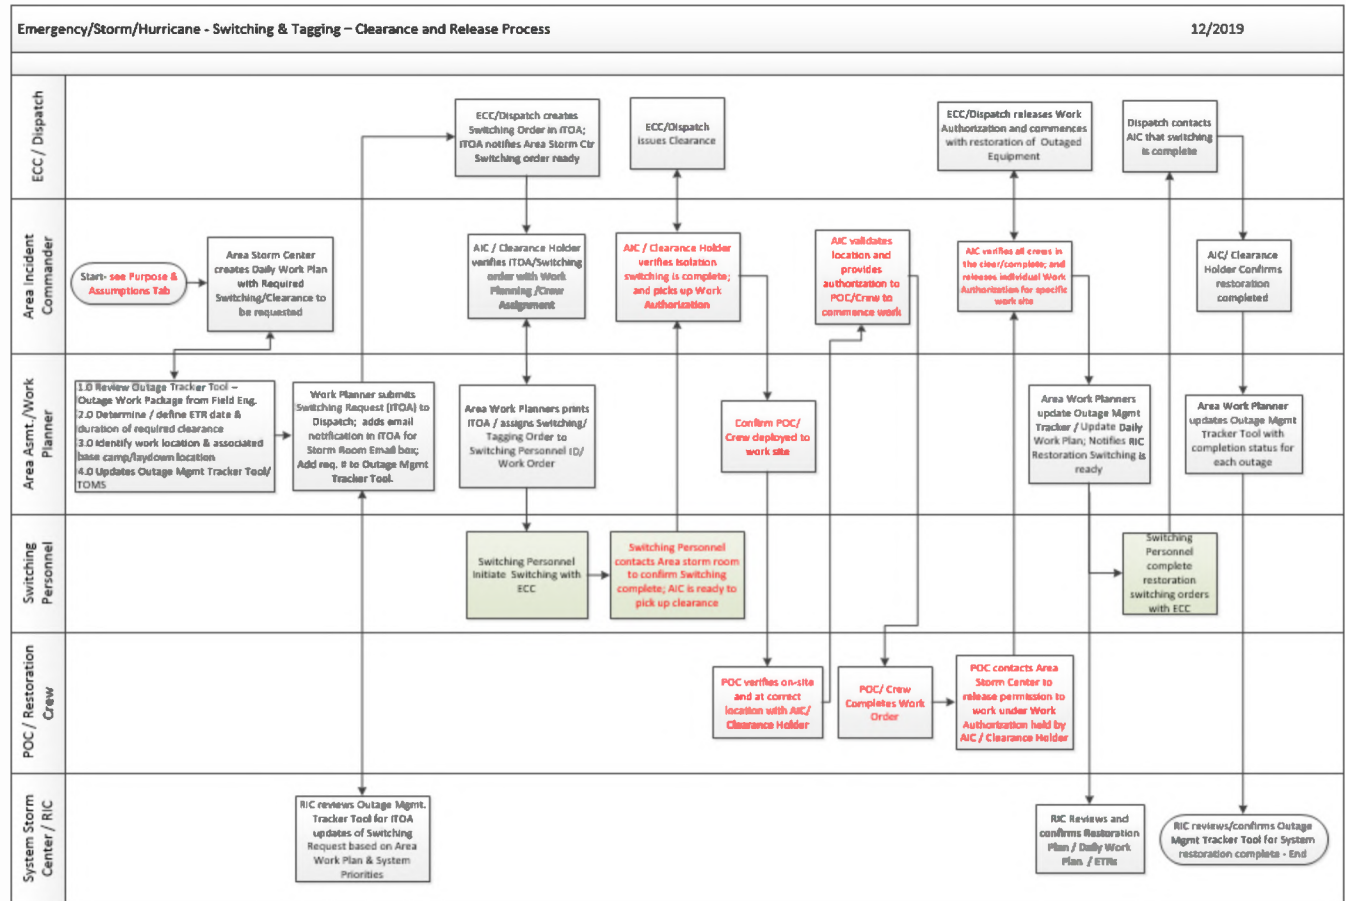 Emergency/Storm/Hurricane - Switching & Tagging – Clearance and Release Process
12/2019
ECC / Dispatch
ECC/Dispatch creates
Switching Order in ITOA;
ITOA notifies Area Storm Ctr
Switching order ready
ECC/Dispatch
issues Clearance
ECC/Dispatch releases Work
Authorization and commences
with restoration of Outaged
Equipment
Dispatch contacts
AIC that switching
is complete
Area Incident
Commander
Start- see Purpose &
Assumptions Tab
Area Storm Center
creates Daily Work Plan
with Required
Switching/Clearance to
be requested
AIC / Clearance Holder
verifies ITOA/Switching
order with Work
Planning /Crew
Assignment
AIC / Clearance Holder
verifies Isolation
switching is complete;
and picks up Work
Authorization
AIC validates
location and
provides
authorization to
POC/Crew to
commence work
AIC verifies all crews in
the clear/complete; and
releases individual Work
Authorization for specific
work site
AIC/ Clearance
Holder Confirms
restoration
completed
Area Asmt./Work
Planner
1.0 Review Outage Tracker Tool –
Outage Work Package from Field Eng.
2.0 Determine / define ETR date &
duration of required clearance
3.0 Identify work location & associated
base camp/laydown location
4.0 Updates Outage Mgmt Tracker Tool/
TOMS
Work Planner submits
Switching Request (ITOA) to
Dispatch; adds email
notification in ITOA for
Storm Room Email box;
Add req. # to Outage Mgmt
Tracker Tool.
Area Work Planners prints
ITOA / assigns Switching/
Tagging Order to
Switching Personnel ID/
Work Order
Confirm POC/
Crew deployed to
work site
Area Work Planners
update Outage Mgmt
Tracker / Update Daily
Work Plan; Notifies RIC
Restoration Switching is
ready
Area Work Planner
updates Outage Mgmt
Tracker Tool with
completion status for
each outage
Switching
Personnel
Switching Personnel
Initiate Switching with
ECC
Switching Personnel
contacts Area storm room
to confirm Switching
complete; AIC is ready to
pick up clearance
Switching
Personnel
complete
restoration
switching orders
with ECC
POC / Restoration
Crew
POC verifies on-site
and at correct
location with AIC/
Clearance Holder
POC/ Crew
Completes Work
Order
POC contacts Area
Storm Center to
release permission to
work under Work
Authorization held by
AIC / Clearance Holder
System Storm
Center / RIC
RIC reviews Outage Mgmt.
Tracker Tool for ITOA
updates of Switching
Request based on Area
Work Plan & System
Priorities
RIC Reviews and
confirms Restoration
Plan / Daily Work
Plan / ETRs
RIC reviews/confirms Outage
Mgmt Tracker Tool for System
restoration complete - End